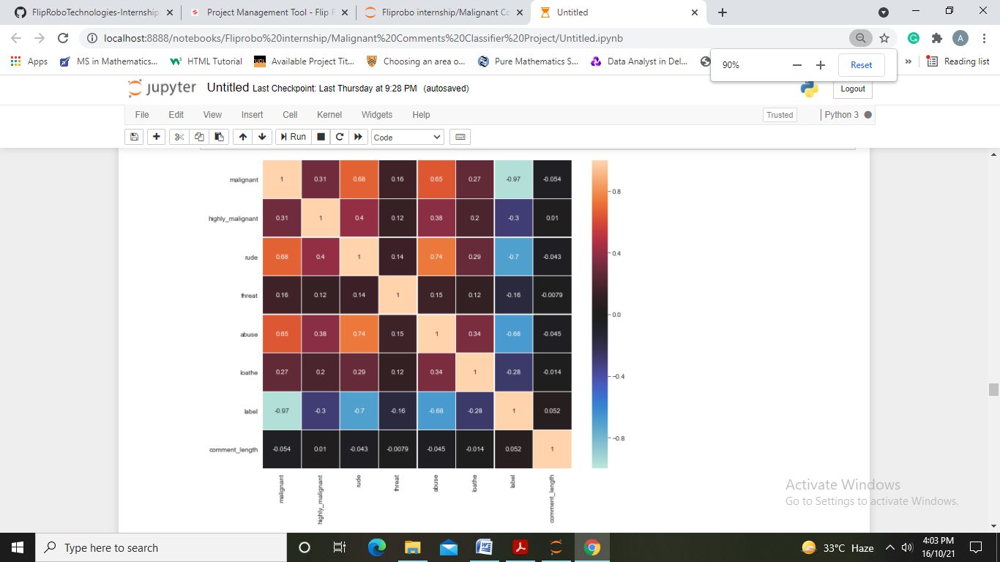 FlipRoboTechnologies-Internship
Project Management Tool - Flip R
Fliprobo internship/Malignant Co
Untitled
localhost:8888/notebooks/Fliprobo%20internship/Malignant%20Comments%20Classifier%20Project/Untitled.ipynb
A
Apps
MS in Mathematics...
HTML Tutorial
Available Project Tit...
Choosing an area o...
Pure Mathematics S...
Data Analyst in Del...
»
Reading list
90%
Reset
jupyter Untitled Last Checkpoint: Last Thursday at 9:28 PM (autosaved)
Logout
File Edit View Insert Cell Kernel Widgets Help
Trusted
Python 3
Run
Code
malignant 1 0.31 0.68 0.16 0.65 0.27 -0.97 -0.054
highly_malignant 0.31 1 0.4 0.12 0.38 0.2 -0.3 0.01
rude 0.68 0.4 1 0.14 0.74 0.29 -0.7 -0.043
threat 0.16 0.12 0.14 1 0.15 0.12 -0.16 -0.0079
abuse 0.65 0.38 0.74 0.15 1 0.34 -0.68 -0.045
loathe 0.27 0.2 0.29 0.12 0.34 1 -0.28 -0.014
label -0.97 -0.3 -0.7 -0.16 -0.68 -0.28 1 0.052
comment_length -0.054 0.01 -0.043 -0.0079 -0.045 -0.014 0.052 1
malignant
highly_malignant
rude
threat
abuse
loathe
label
comment_length
0.8
0.4
0.0
-0.4
-0.8
Activate Windows
Go to Settings to activate Windows.
Type here to search
33°C Haze
4:03 PM
16/10/21